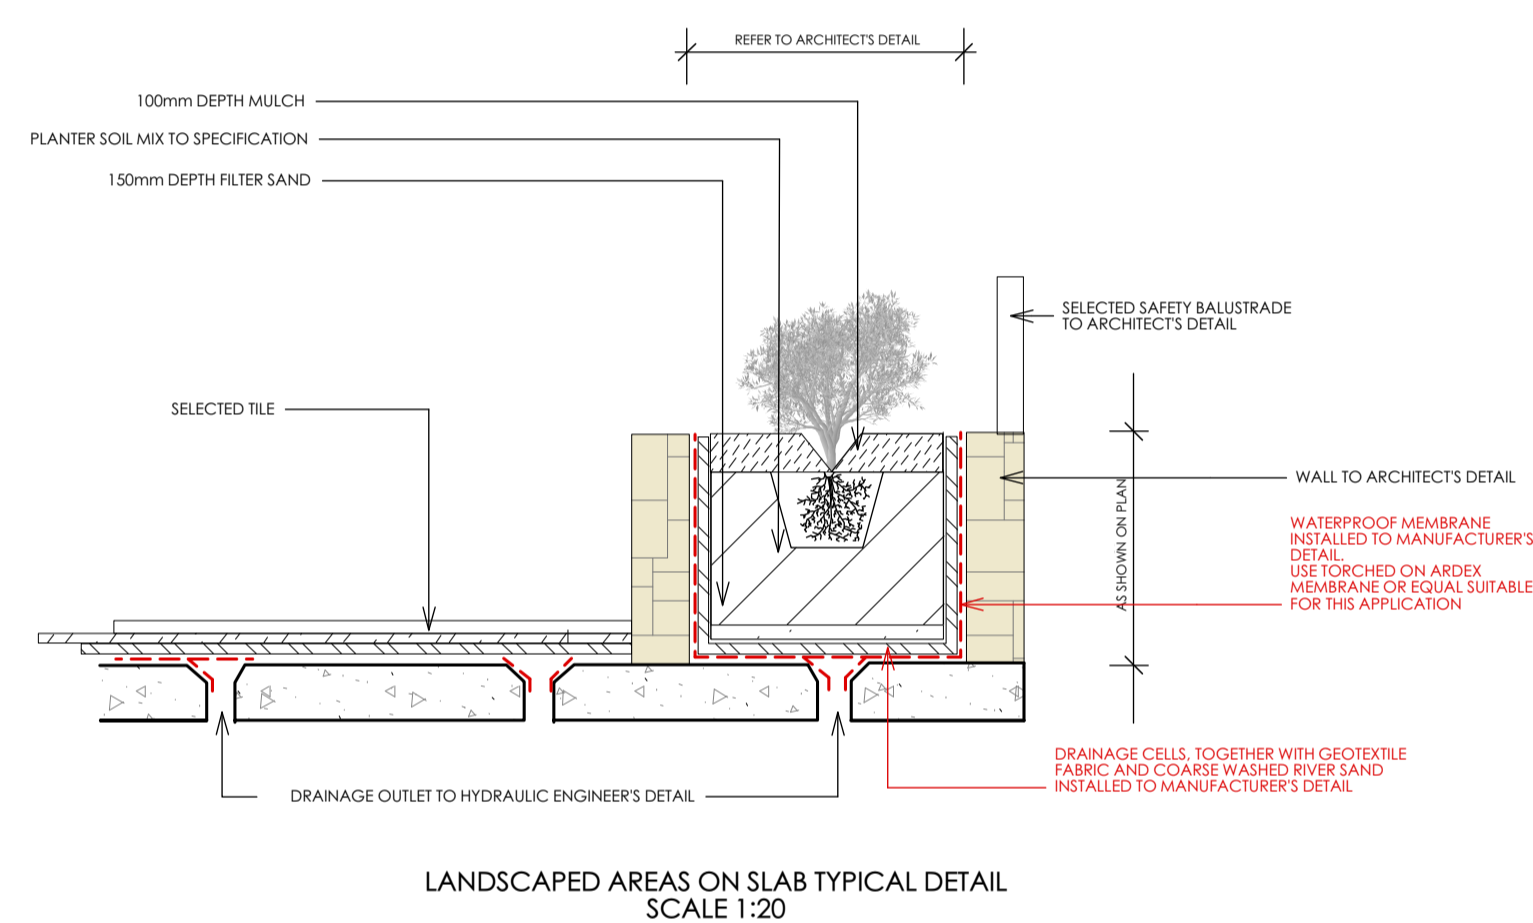 REFER TO ARCHITECT'S DETAIL
100mm DEPTH MULCH
PLANTER SOIL MIX TO SPECIFICATION
150mm DEPTH FILTER SAND
SELECTED SAFETY BALUSTRADE
TO ARCHITECT'S DETAIL
SELECTED TILE
WALL TO ARCHITECT'S DETAIL
AS SHOWN ON PLAN
WATERPROOF MEMBRANE
INSTALLED TO MANUFACTURER'S
DETAIL.
USE TORCHED ON ARDEX
MEMBRANE OR EQUAL SUITABLE
FOR THIS APPLICATION
DRAINAGE CELLS, TOGETHER WITH GEOTEXTILE
FABRIC AND COARSE WASHED RIVER SAND
INSTALLED TO MANUFACTURER'S DETAIL
DRAINAGE OUTLET TO HYDRAULIC ENGINEER'S DETAIL
LANDSCAPED AREAS ON SLAB TYPICAL DETAIL
SCALE 1:20